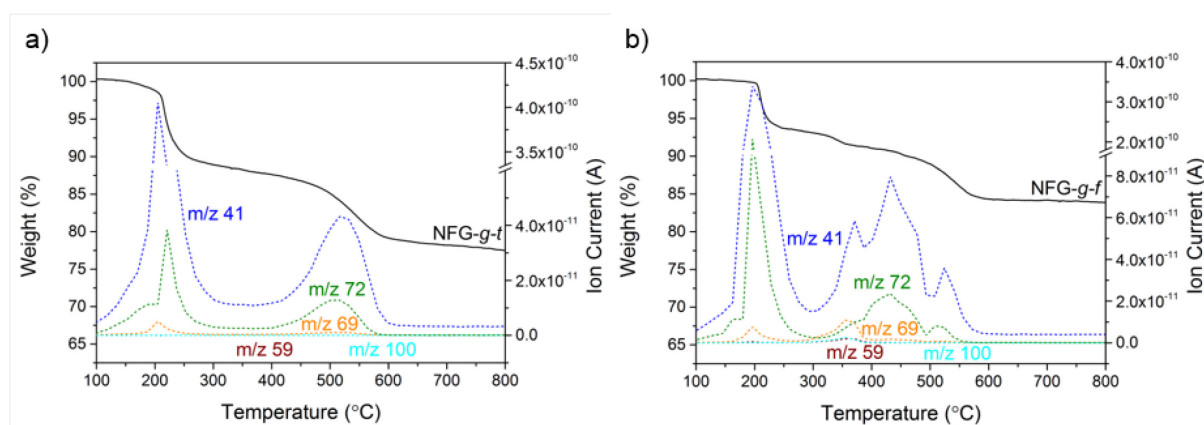 a)
Weight (%)
100
95
90
85
80
75
70
65
100 200 300 400 500 600 700 800
Temperature (°C)
4.5x10⁻¹⁰
4.0x10⁻¹⁰
3.5x10⁻¹⁰
4.0x10⁻¹¹
2.0x10⁻¹¹
0.0
Ion Current (A)
m/z 41
NFG-g-t
m/z 72
m/z 69
m/z 59
m/z 100
b)
Weight (%)
100
95
90
85
80
75
70
65
100 200 300 400 500 600 700 800
Temperature (°C)
4.0x10⁻¹⁰
3.0x10⁻¹⁰
2.0x10⁻¹⁰
8.0x10⁻¹¹
6.0x10⁻¹¹
4.0x10⁻¹¹
2.0x10⁻¹¹
0.0
Ion Current (A)
NFG-g-f
m/z 41
m/z 72
m/z 69
m/z 59
m/z 100